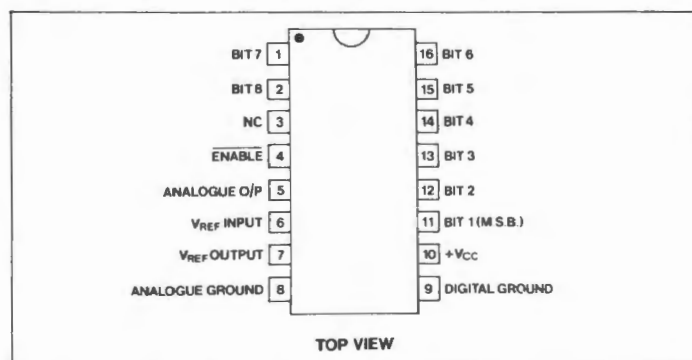 BIT 7 1
BIT 8 2
NC 3
ENABLE 4
ANALOGUE O/P 5
VREF INPUT 6
VREF OUTPUT 7
ANALOGUE GROUND 8
16 BIT 6
15 BIT 5
14 BIT 4
13 BIT 3
12 BIT 2
11 BIT 1 (M.S.B.)
10 +VCC
9 DIGITAL GROUND
TOP VIEW